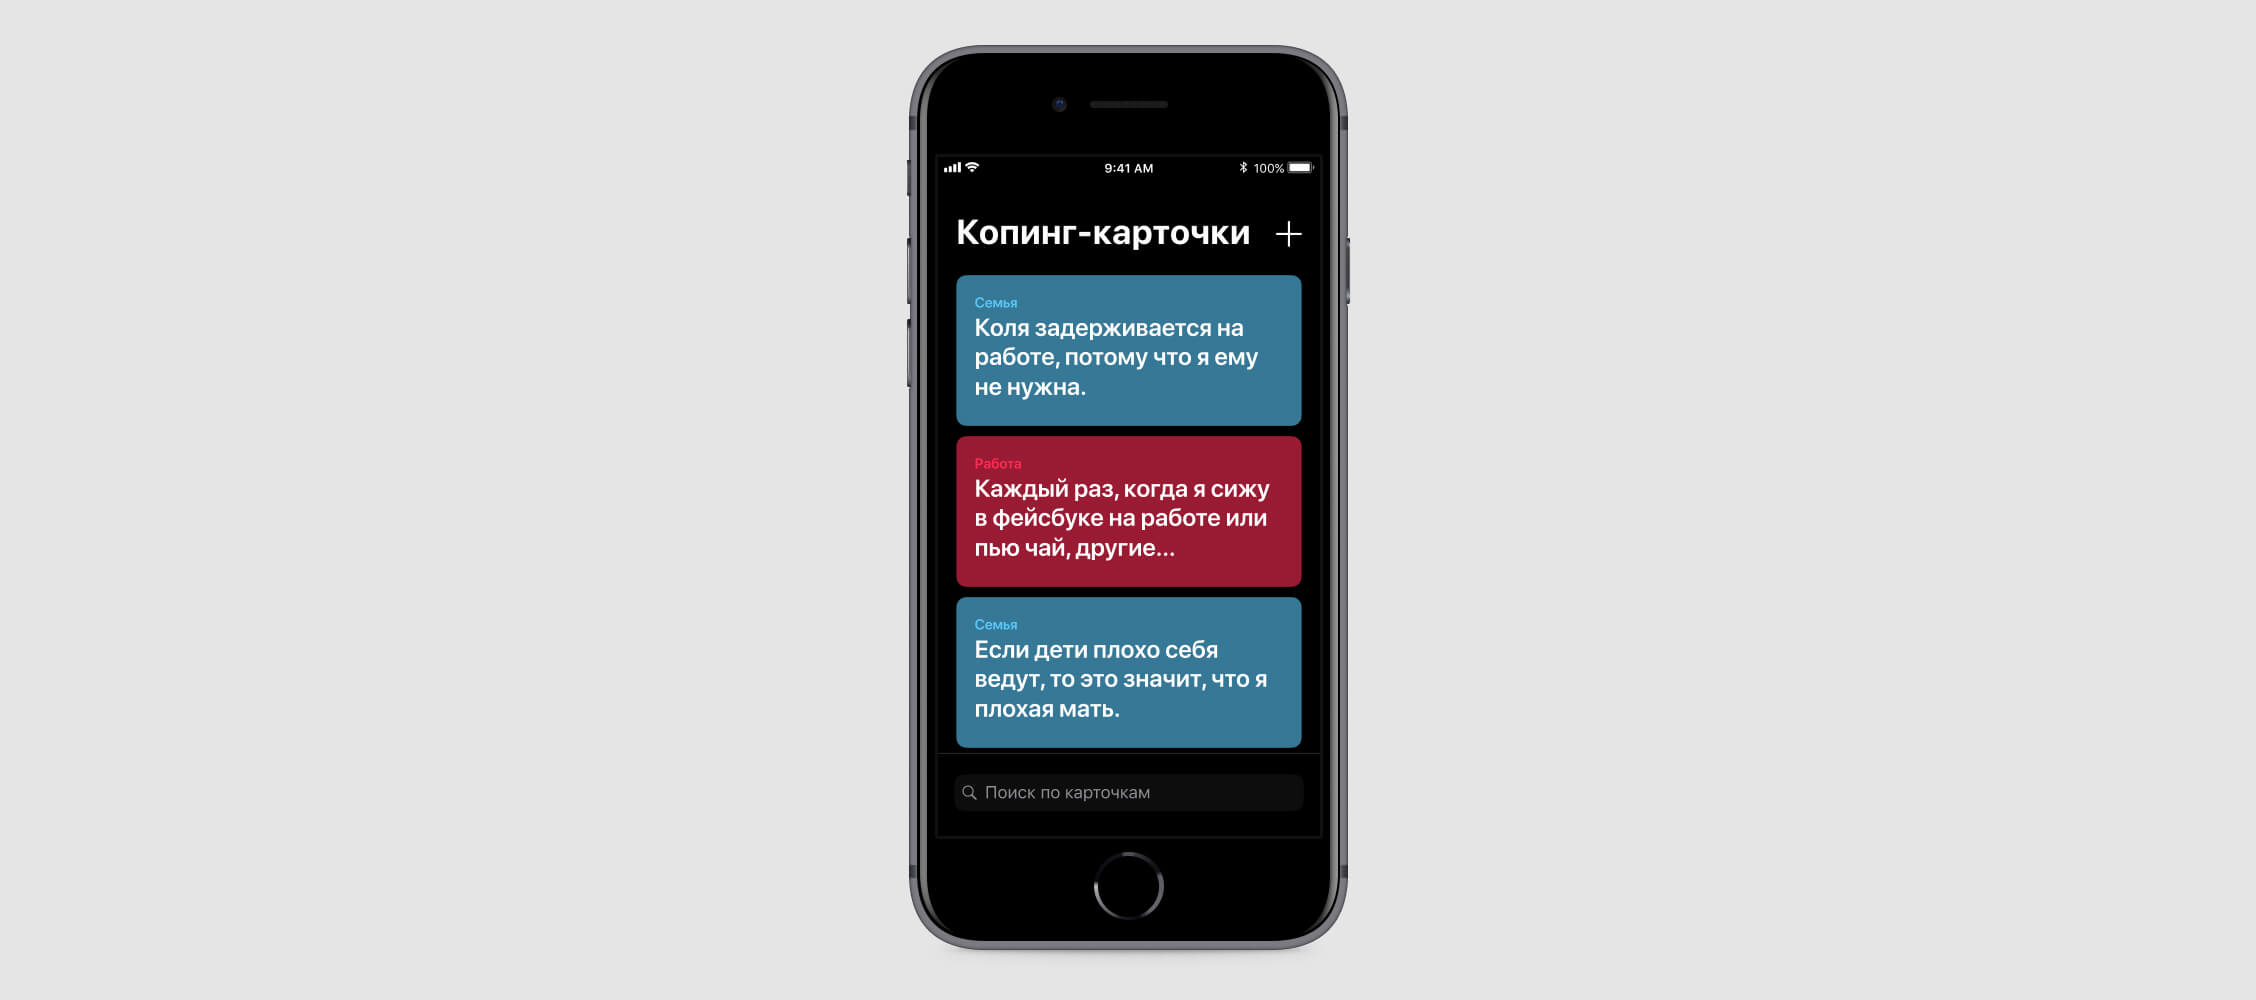 9:41 AM
100%
Копинг-карточки
Семья
Коля задерживается на
работе, потому что я ему
не нужна.
Работа
Каждый раз, когда я сижу
в фейсбуке на работе или
пью чай, другие...
Семья
Если дети плохо себя
ведут, то это значит, что я
плохая мать.
Поиск по карточкам